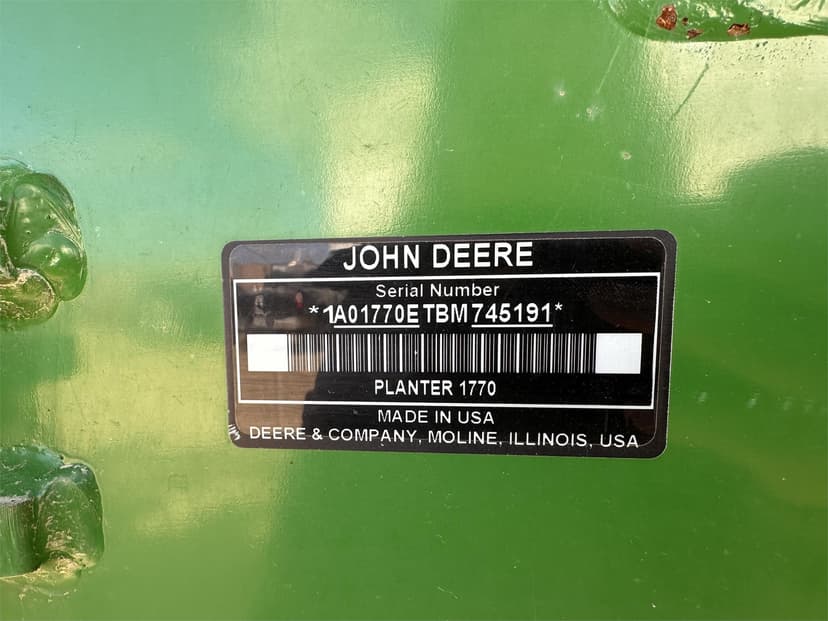 JOHN DEERE
Serial Number
*1A01770ETBM745191*
PLANTER 1770
MADE IN USA
DEERE & COMPANY, MOLINE, ILLINOIS, USA